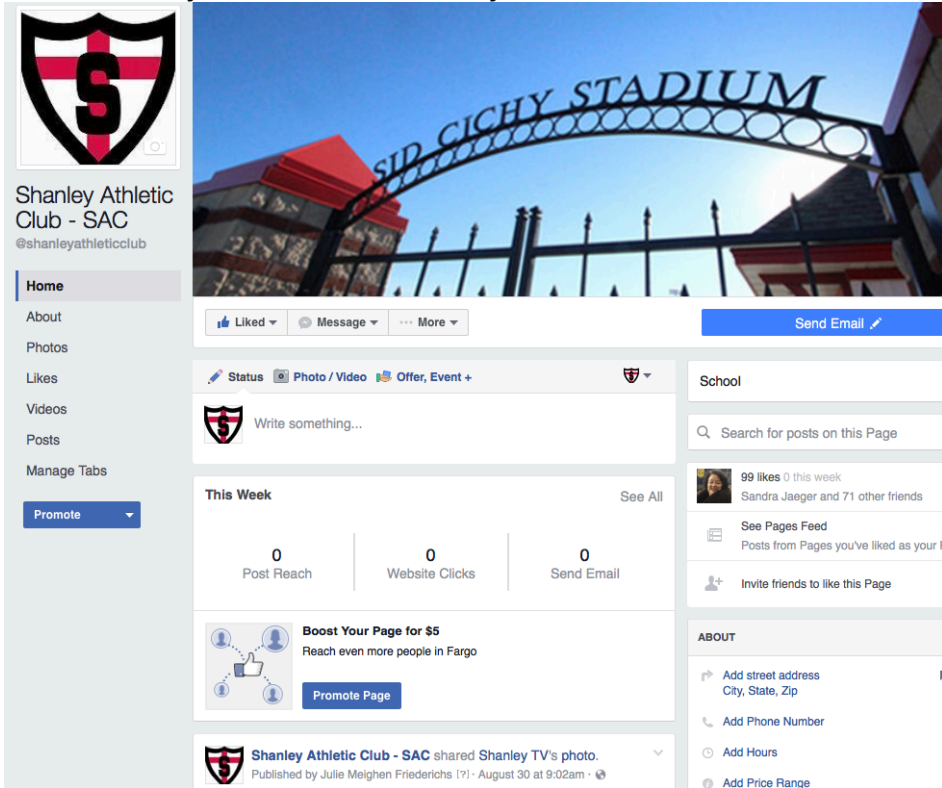 S
SID CICHY STADIUM
Shanley Athletic
Club - SAC
@shanleyathleticclub
Home
About
Photos
Likes
Videos
Posts
Manage Tabs
Promote
Liked
Message
More
Send Email
Status
Photo / Video
Offer, Event +
Write something...
This Week
See All
0
Post Reach
0
Website Clicks
0
Send Email
Boost Your Page for $5
Reach even more people in Fargo
Promote Page
Shanley Athletic Club - SAC shared Shanley TV's photo.
Published by Julie Meighen Friederichs [?] · August 30 at 9:02am ·
School
Search for posts on this Page
99 likes 0 this week
Sandra Jaeger and 71 other friends
See Pages Feed
Posts from Pages you've liked as your
Invite friends to like this Page
ABOUT
Add street address
City, State, Zip
Add Phone Number
Add Hours
Add Price Range